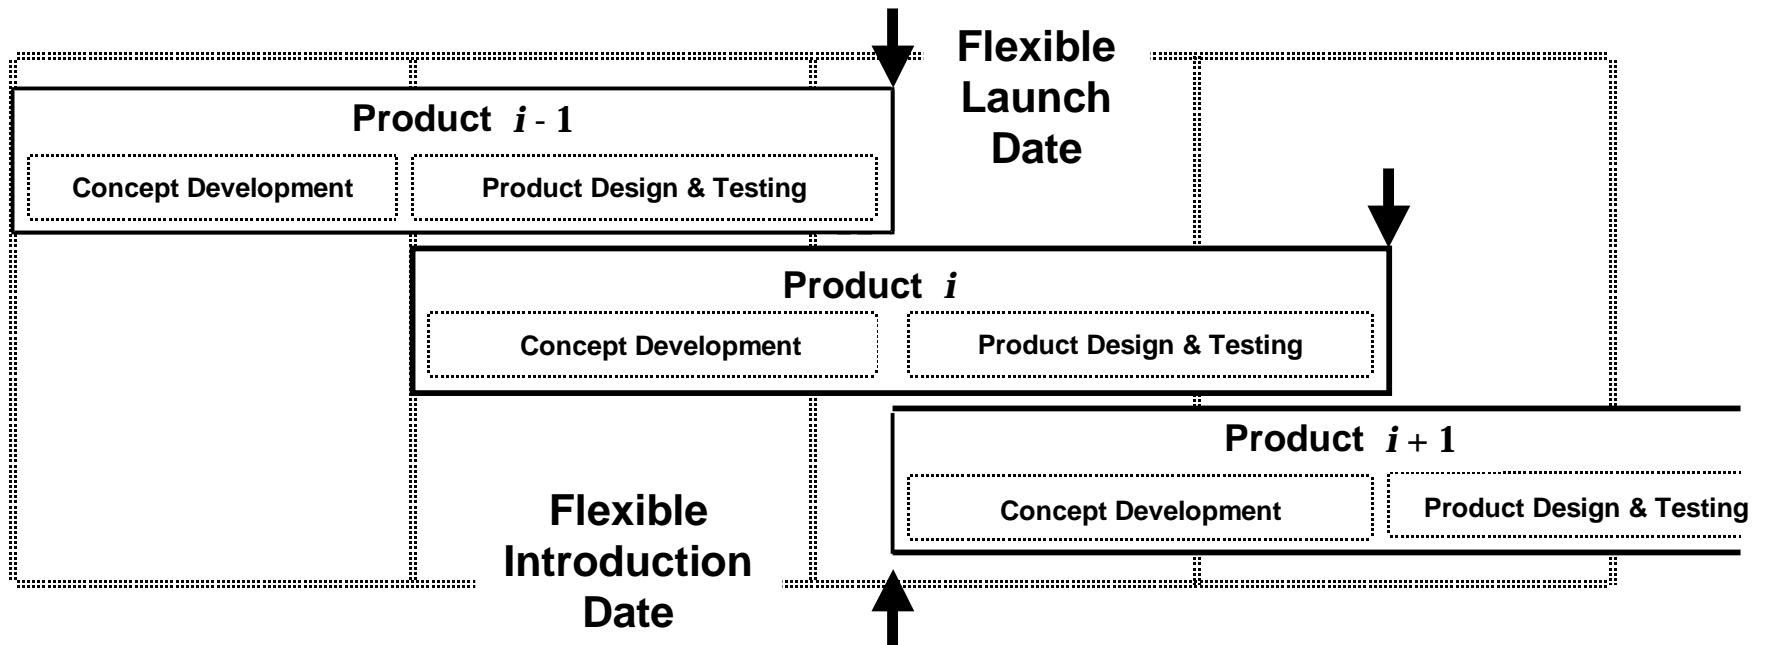 Flexible
Launch
Date
Product i - 1
Concept Development
Product Design & Testing
Product i
Concept Development
Product Design & Testing
Product i + 1
Concept Development
Product Design & Testing
Flexible
Introduction
Date